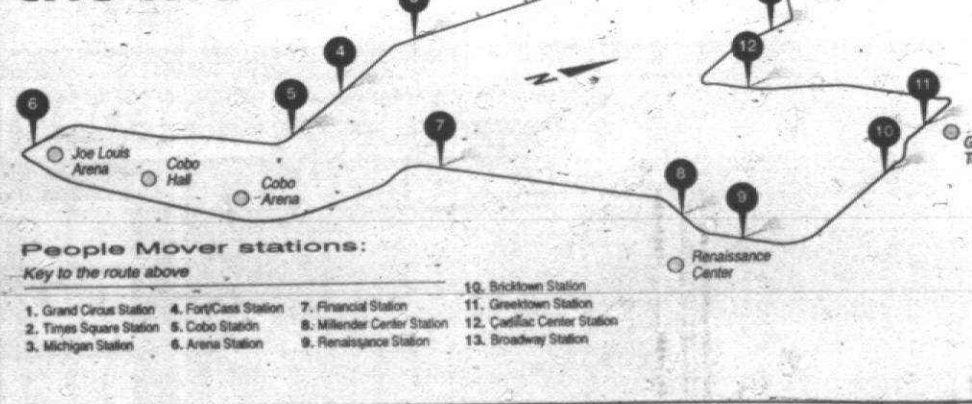 12
4
11
5
6
7
10
Joe Louis
Arena
Cobo
Hall
8
Cobo
Arena
9
Renaissance
Center
People Mover stations:
Key to the route above
1. Grand Circus Station
2. Times Square Station
3. Michigan Station
4. Fort/Cass Station
5. Cobo Station
6. Arena Station
7. Financial Station
8. Millender Center Station
9. Renaissance Station
10. Bricktown Station
11. Greektown Station
12. Cadillac Center Station
13. Broadway Station